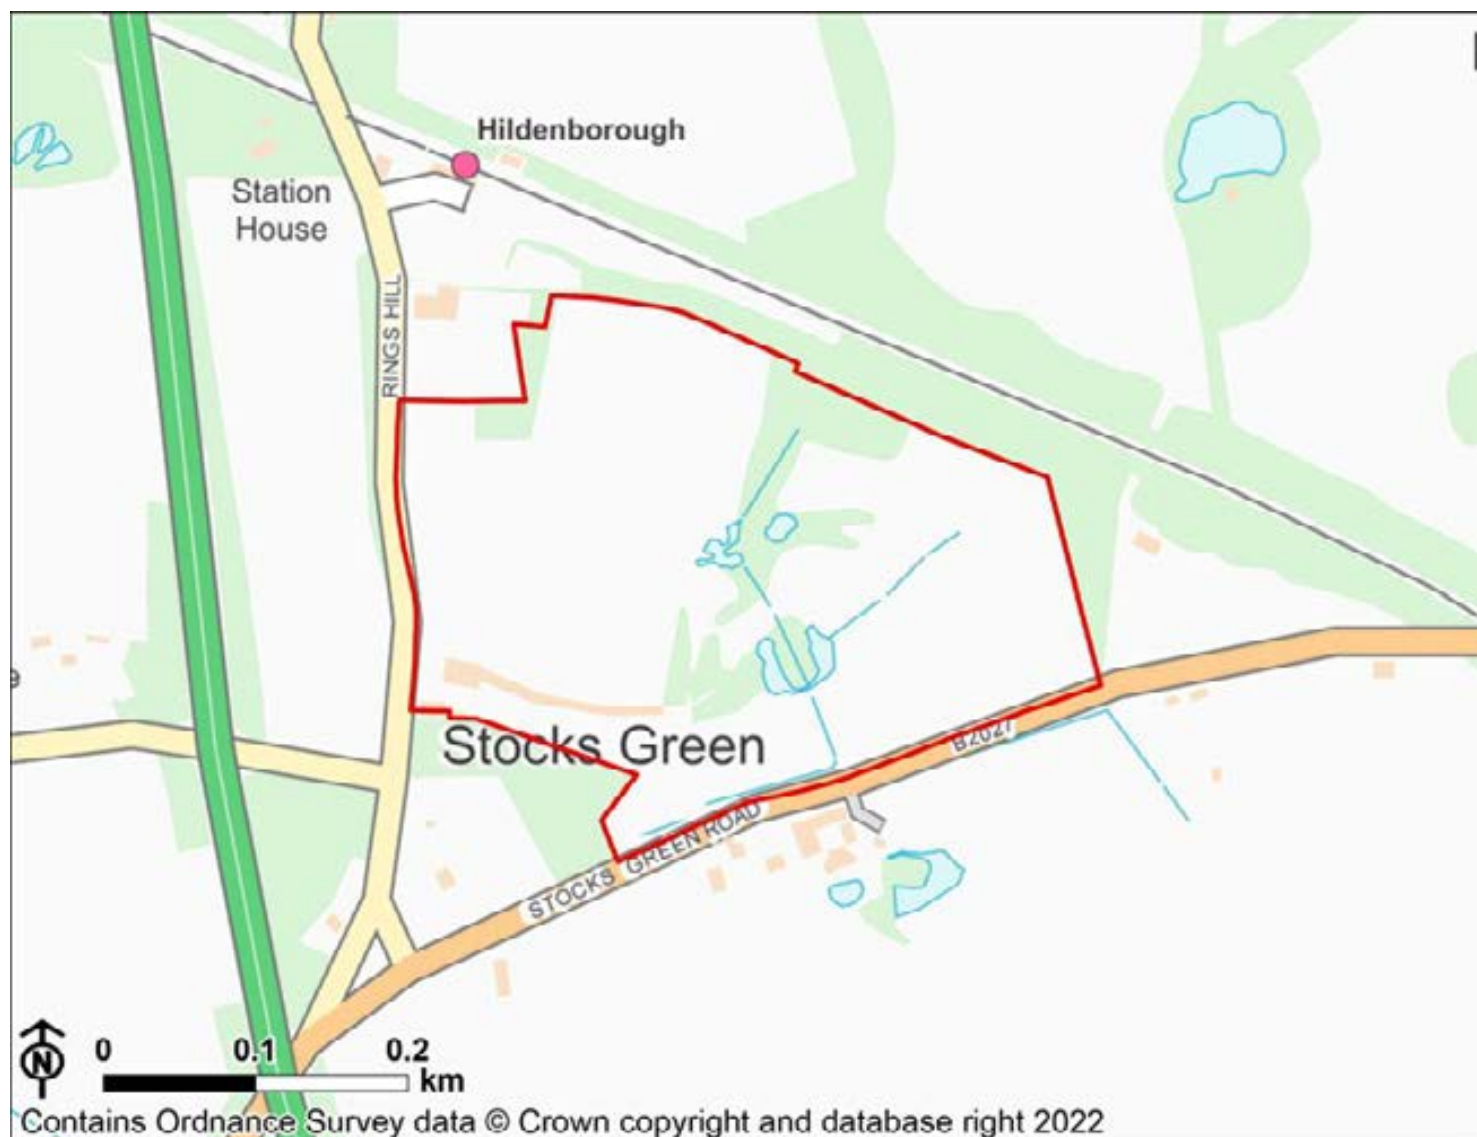 Hildenborough
Station
House
RINGS HILL
Stocks Green
B2027
STOCKS GREEN ROAD
N
0 0.1 0.2
km
Contains Ordnance Survey data © Crown copyright and database right 2022